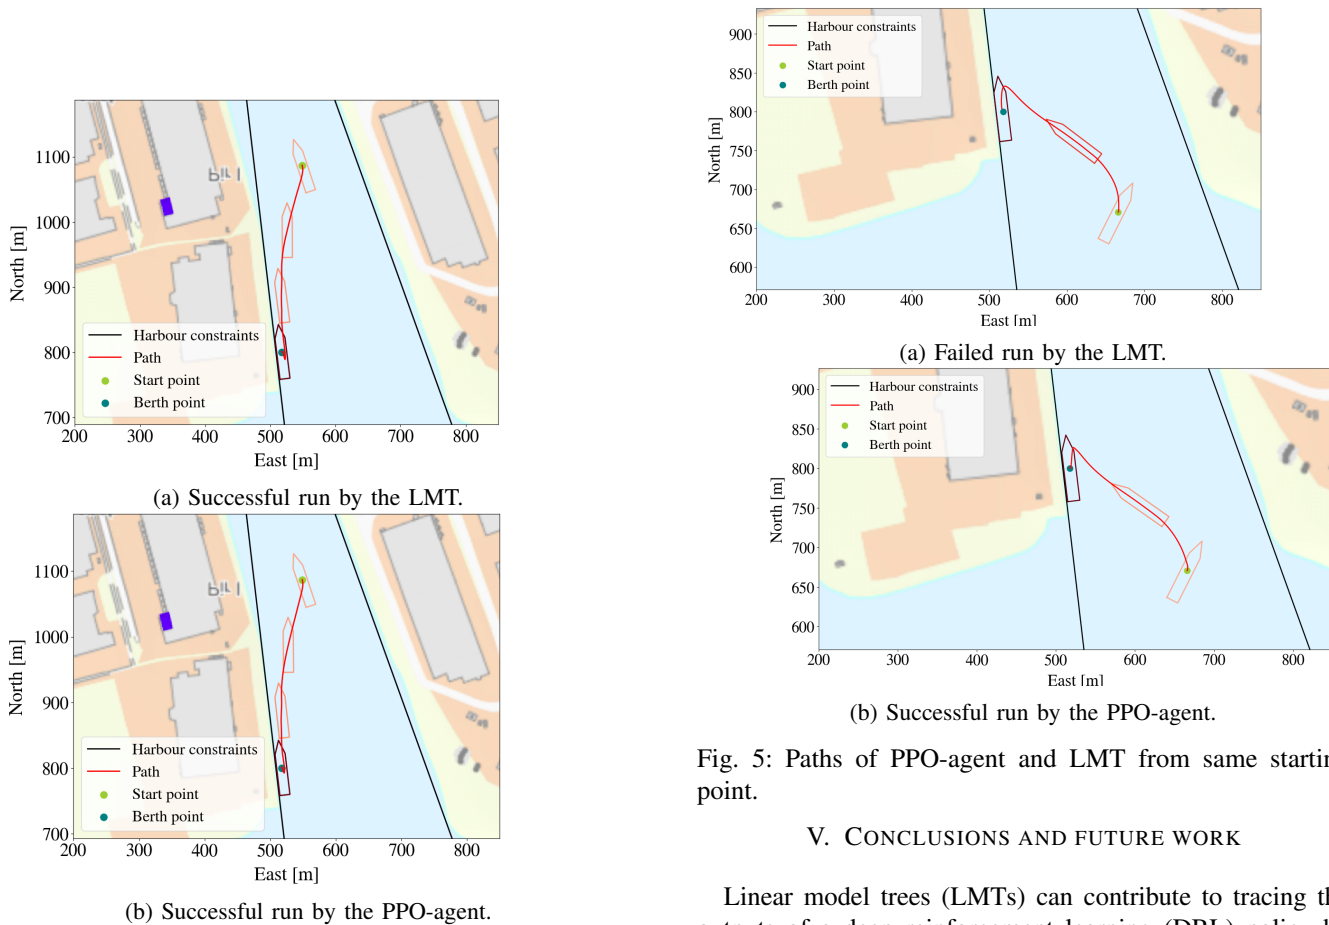 1100
1000
900
800
700
North [m]
Harbour constraints
Path
Start point
Berth point
200 300 400 500 600 700 800
East [m]
(a) Successful run by the LMT.
1100
1000
900
800
700
North [m]
Harbour constraints
Path
Start point
Berth point
200 300 400 500 600 700 800
East [m]
(b) Successful run by the PPO-agent.
900
850
800
750
700
650
600
North [m]
Harbour constraints
Path
Start point
Berth point
200 300 400 500 600 700 800
East [m]
(a) Failed run by the LMT.
900
850
800
750
700
650
600
North [m]
Harbour constraints
Path
Start point
Berth point
200 300 400 500 600 700 800
East [m]
(b) Successful run by the PPO-agent.
Fig. 5: Paths of PPO-agent and LMT from same startin
point.
V. CONCLUSIONS AND FUTURE WORK
Linear model trees (LMTs) can contribute to tracing th